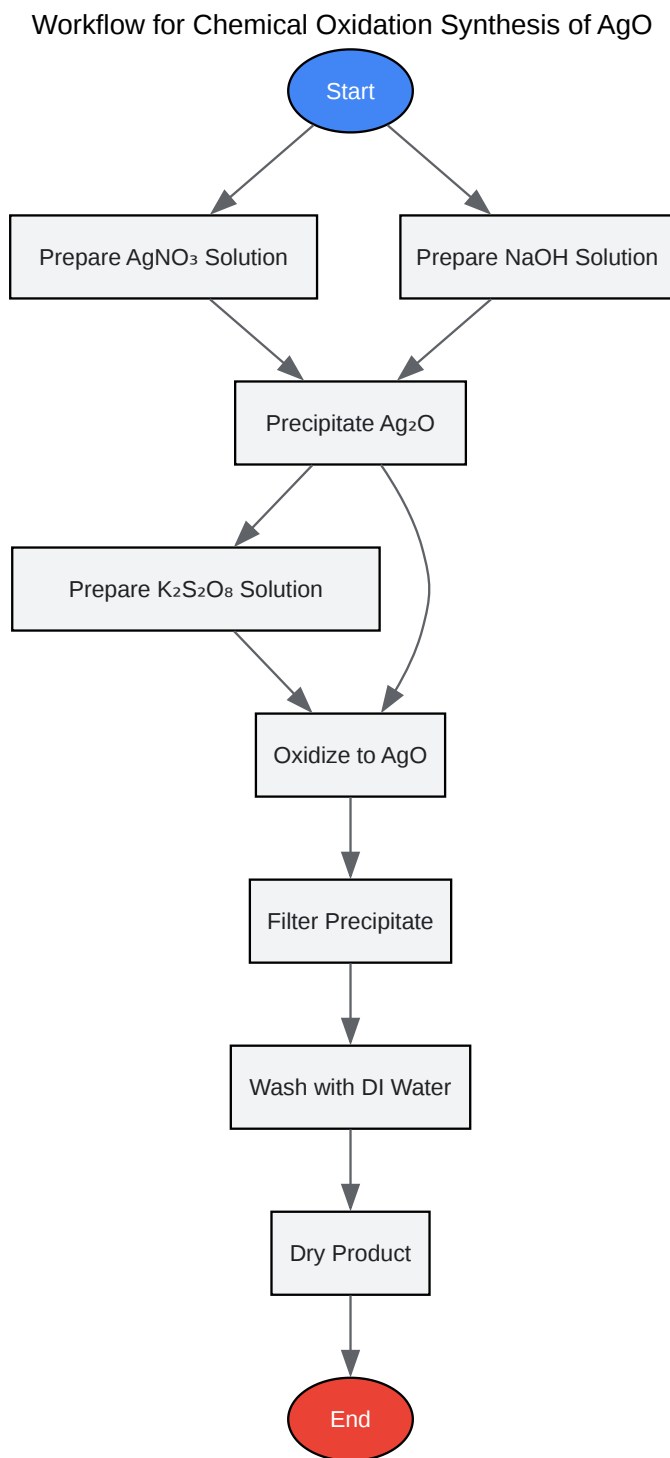 Workflow for Chemical Oxidation Synthesis of AgO
Start
Prepare AgNO₃ Solution
Prepare NaOH Solution
Precipitate Ag₂O
Prepare K₂S₂O₈ Solution
Oxidize to AgO
Filter Precipitate
Wash with DI Water
Dry Product
End